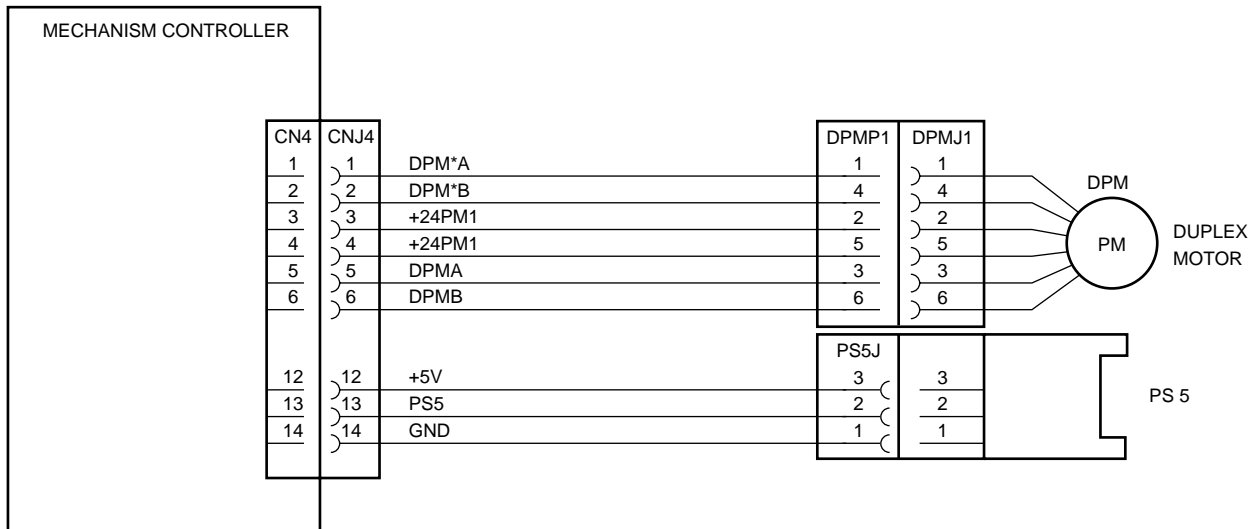 MECHANISM CONTROLLER
CN4 CNJ4 DPMP1 DPMJ1
1 1 DPM*A 1 1
2 2 DPM*B 4 4
3 3 +24PM1 2 2
4 4 +24PM1 5 5
5 5 DPMA 3 3
6 6 DPMB 6 6
DPM
PM
DUPLEX
MOTOR
PS5J
12 12 +5V 3 3
13 13 PS5 2 2
14 14 GND 1 1
PS 5